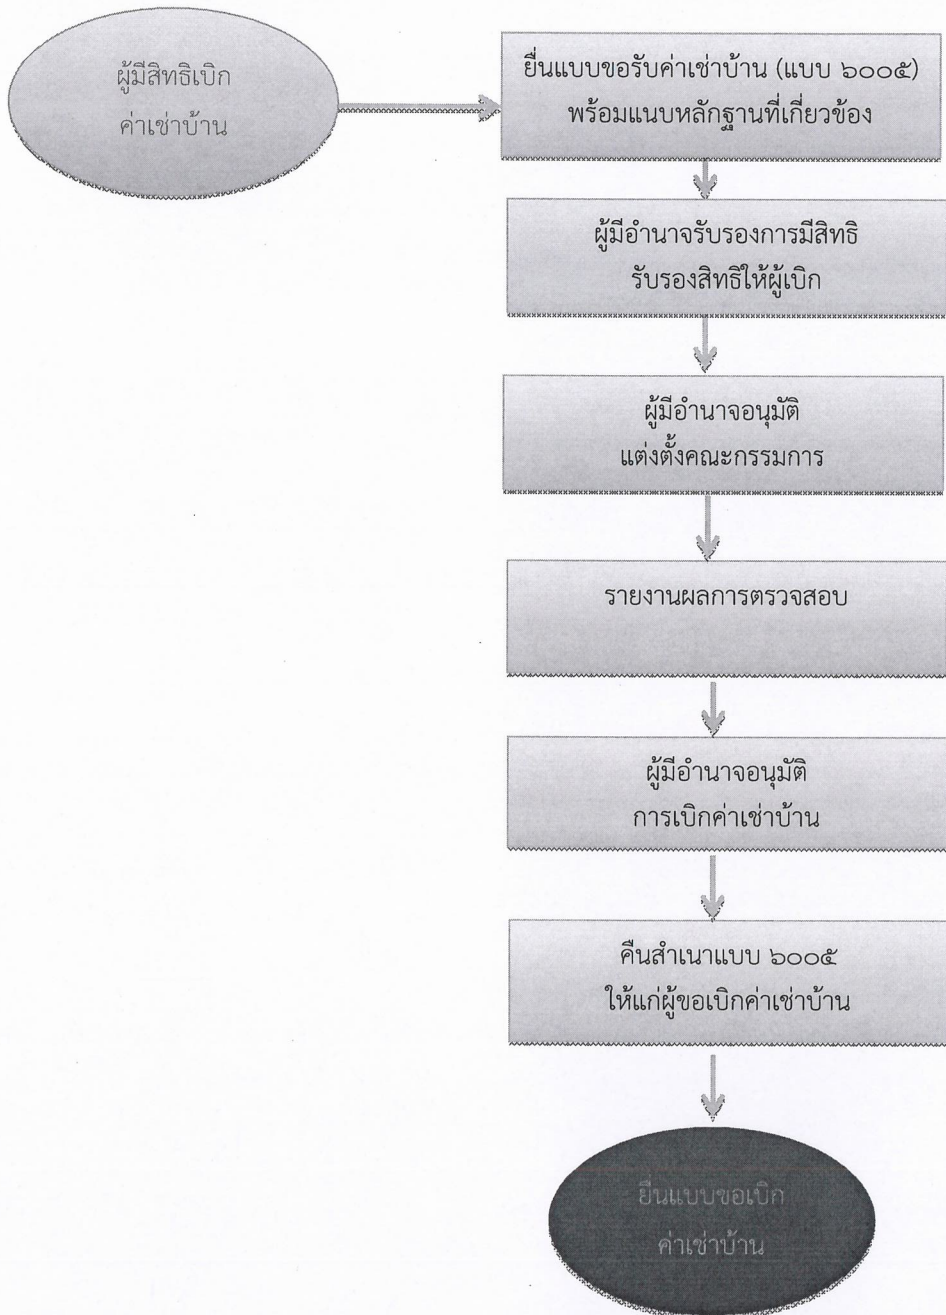 ผู้มีสิทธิเบิก
ค่าเช่าบ้าน
ยื่นแบบขอรับค่าเช่าบ้าน (แบบ ๖๐๐๕)
พร้อมแนบหลักฐานที่เกี่ยวข้อง
ผู้มีอำนาจรับรองการมีสิทธิ
รับรองสิทธิให้ผู้เบิก
ผู้มีอำนาจอนุมัติ
แต่งตั้งคณะกรรมการ
รายงานผลการตรวจสอบ
ผู้มีอำนาจอนุมัติ
การเบิกค่าเช่าบ้าน
คืนสำเนาแบบ ๖๐๐๕
ให้แก่ผู้ขอเบิกค่าเช่าบ้าน
ยื่นแบบขอเบิก
ค่าเช่าบ้าน